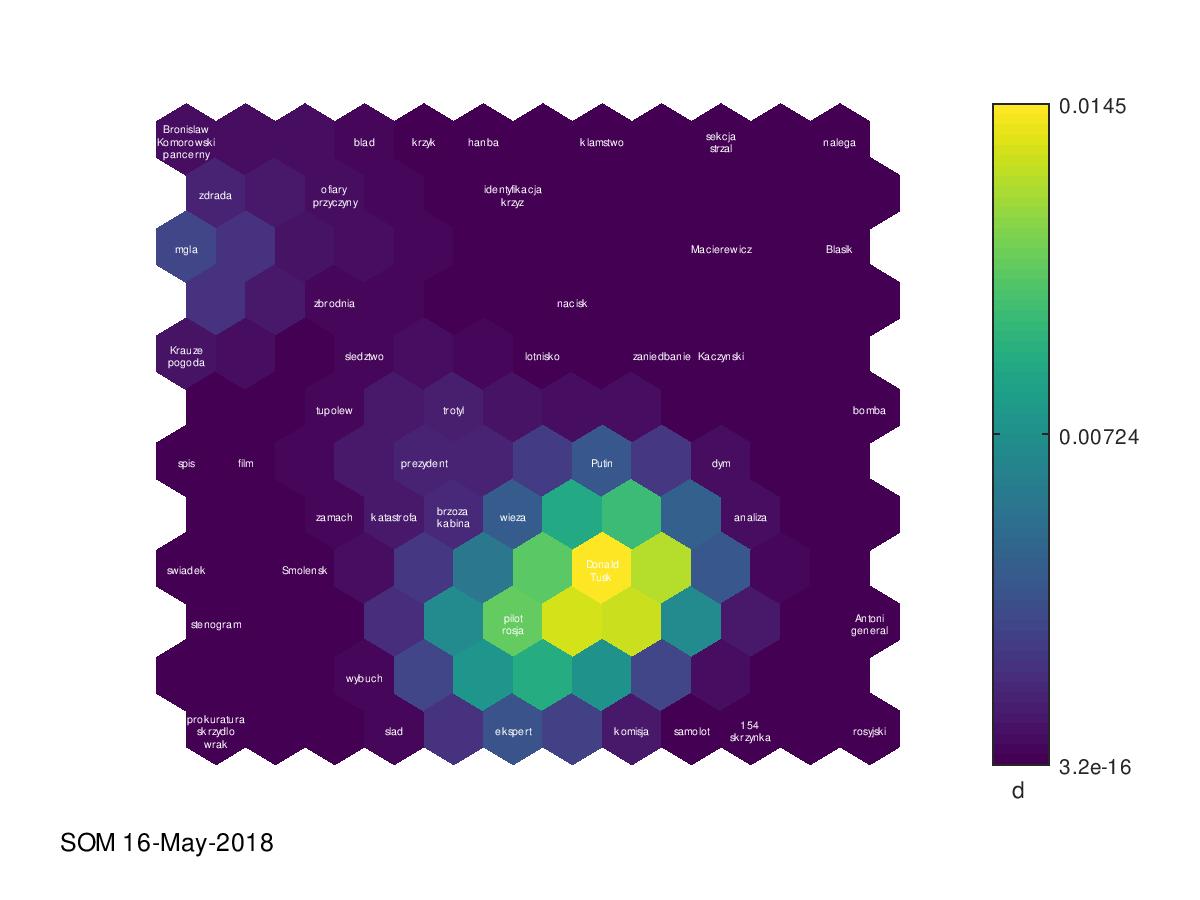 0.0145
Bronislaw
Komorowski
pancerny
blad
krzyk
hanba
klamstwo
sekcja
strzal
nalega
zdrada
ofiary
przyczyny
identyfikacja
krzyz
mgla
Macierewicz
Blasik
zbrodnia
nacisk
Krauze
pogoda
sledztwo
lotnisko
zaniedbanie
Kaczynski
tupolew
trotyl
bomba
0.00724
spis
film
prezydent
Putin
dym
zamach
katastrofa
brzoza
kabina
wieza
analiza
swiadek
Smolensk
Donald
Tusk
stenogram
pilot
rosja
Antoni
general
wybuch
prokuratura
skrzydlo
wrak
slad
ekspert
komisja
samolot
154
skrzynka
rosyjski
3.2e-16
d
SOM 16-May-2018